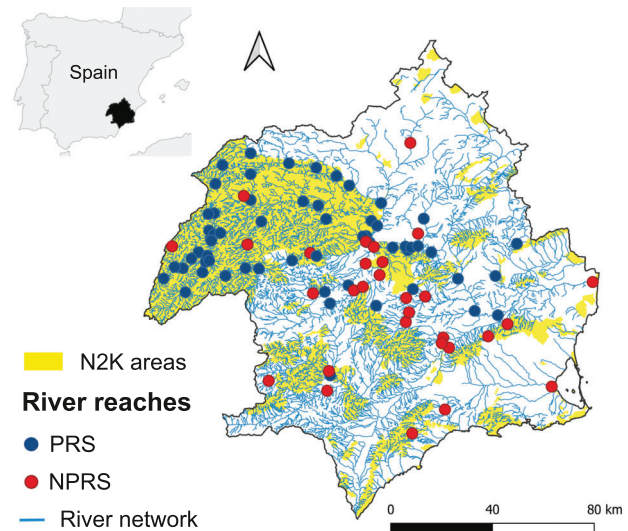 Spain
N2K areas
River reaches
PRS
NPRS
River network
0 40 80 km